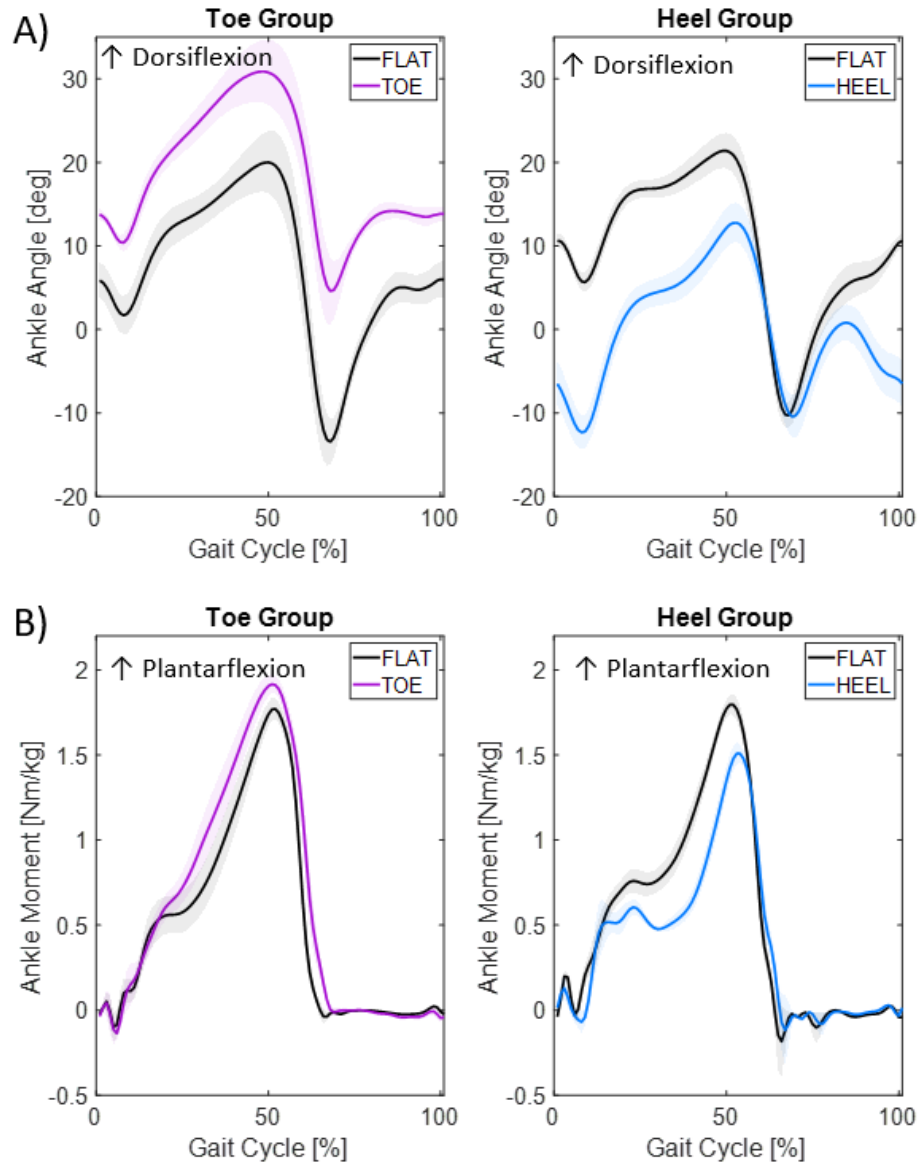 A)
Toe Group
↑ Dorsiflexion
FLAT
TOE
Ankle Angle [deg]
30
20
10
0
-10
-20
0
50
100
Gait Cycle [%]
Heel Group
↑ Dorsiflexion
FLAT
HEEL
Ankle Angle [deg]
30
20
10
0
-10
-20
0
50
100
Gait Cycle [%]
B)
Toe Group
↑ Plantarflexion
FLAT
TOE
Ankle Moment [Nm/kg]
2
1.5
1
0.5
0
-0.5
0
50
100
Gait Cycle [%]
Heel Group
↑ Plantarflexion
FLAT
HEEL
Ankle Moment [Nm/kg]
2
1.5
1
0.5
0
-0.5
0
50
100
Gait Cycle [%]